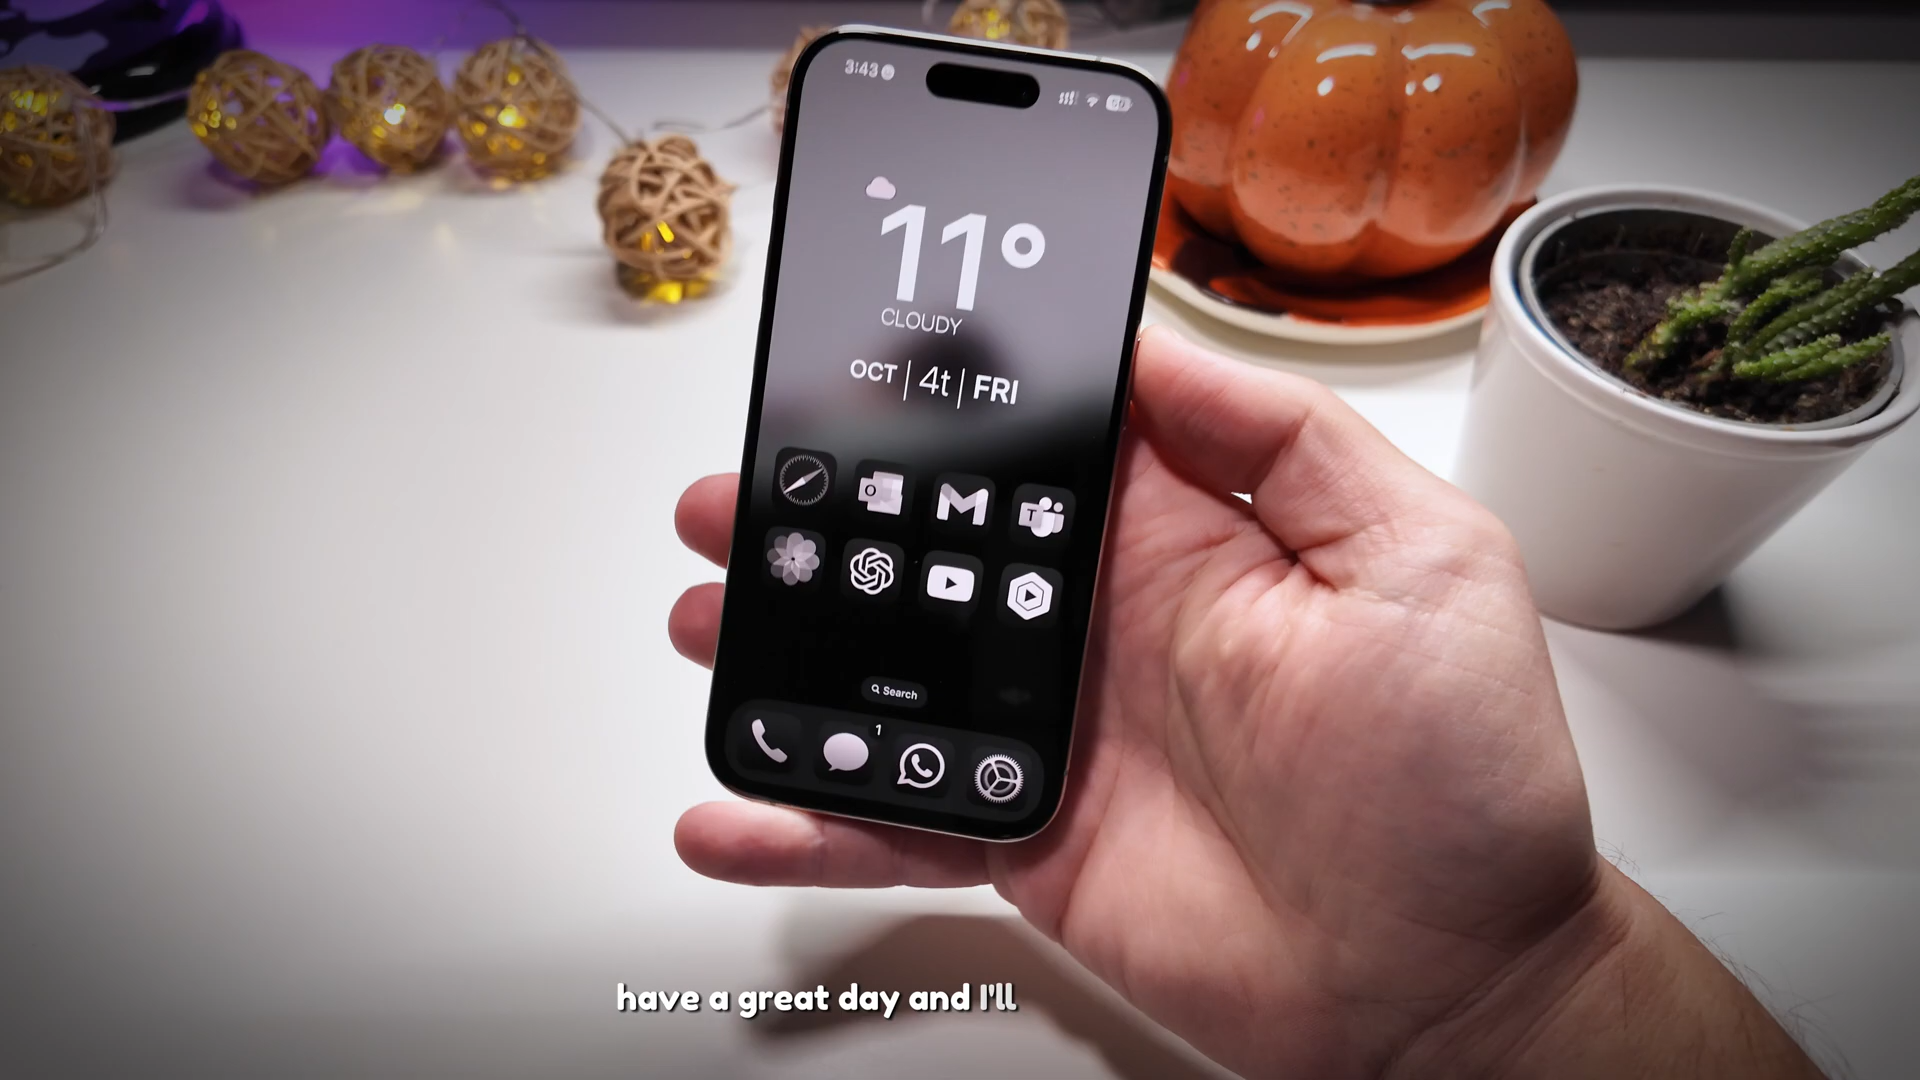 3:43
11°
CLOUDY
OCT | 4t | FRI
Search
1
have a great day and I'll